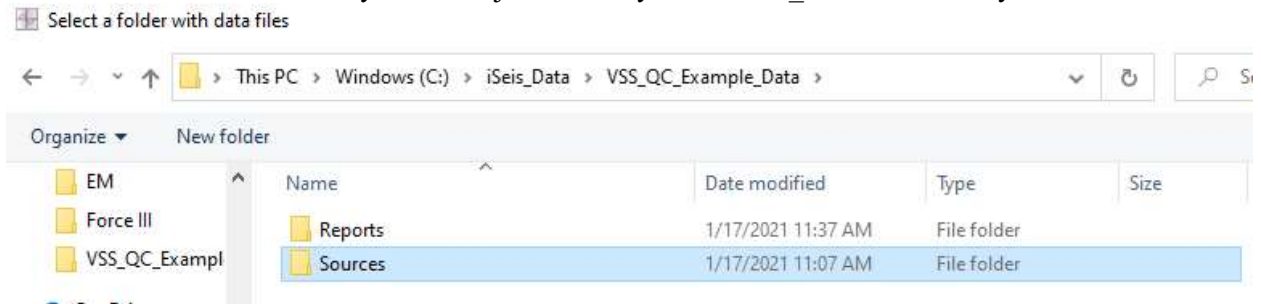 Select a folder with data files
This PC > Windows (C:) > iSeis_Data > VSS_QC_Example_Data >
Organize New folder
EM Name Date modified Type Size
Force III Reports 1/17/2021 11:37 AM File folder
VSS_QC_Exampl Sources 1/17/2021 11:07 AM File folder